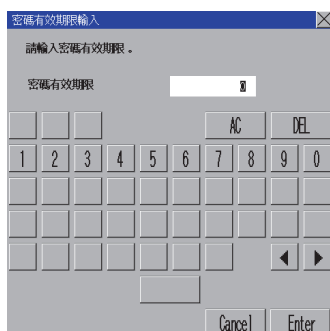 密碼有效期限輸入
請輸入密碼有效期限。
密碼有效期限 0
AC DEL
1 2 3 4 5 6 7 8 9 0
Cancel Enter